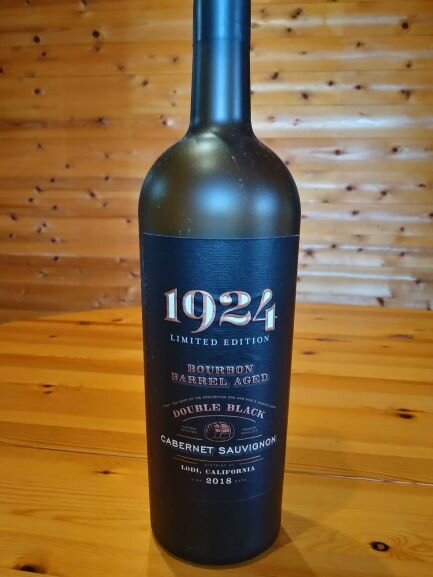 1924
LIMITED EDITION
BOURBON
BARREL AGED
DOUBLE BLACK
CABERNET SAUVIGNON
LODI, CALIFORNIA
2018